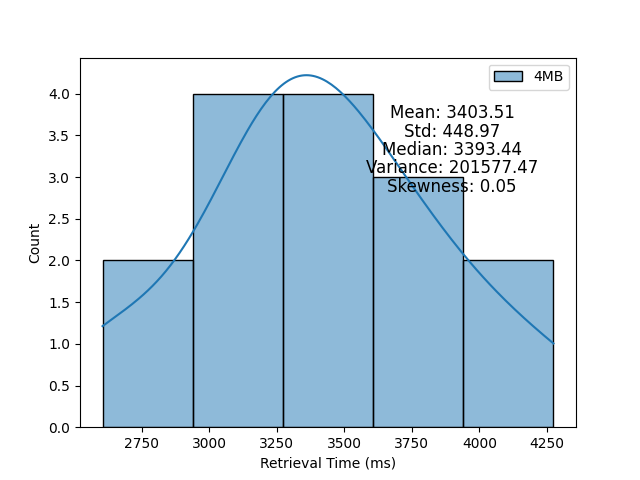 4MB
Mean: 3403.51
Std: 448.97
Median: 3393.44
Variance: 201577.47
Skewness: 0.05
Count
4.0
3.5
3.0
2.5
2.0
1.5
1.0
0.5
0.0
2750 3000 3250 3500 3750 4000 4250
Retrieval Time (ms)